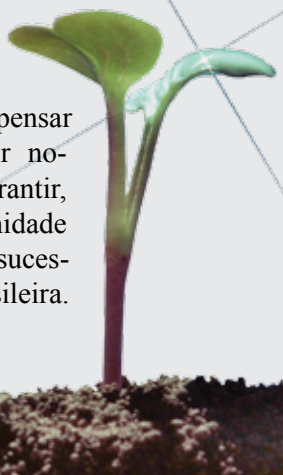 pensar
r no-
rantir,
nidade
suces-
sileira.